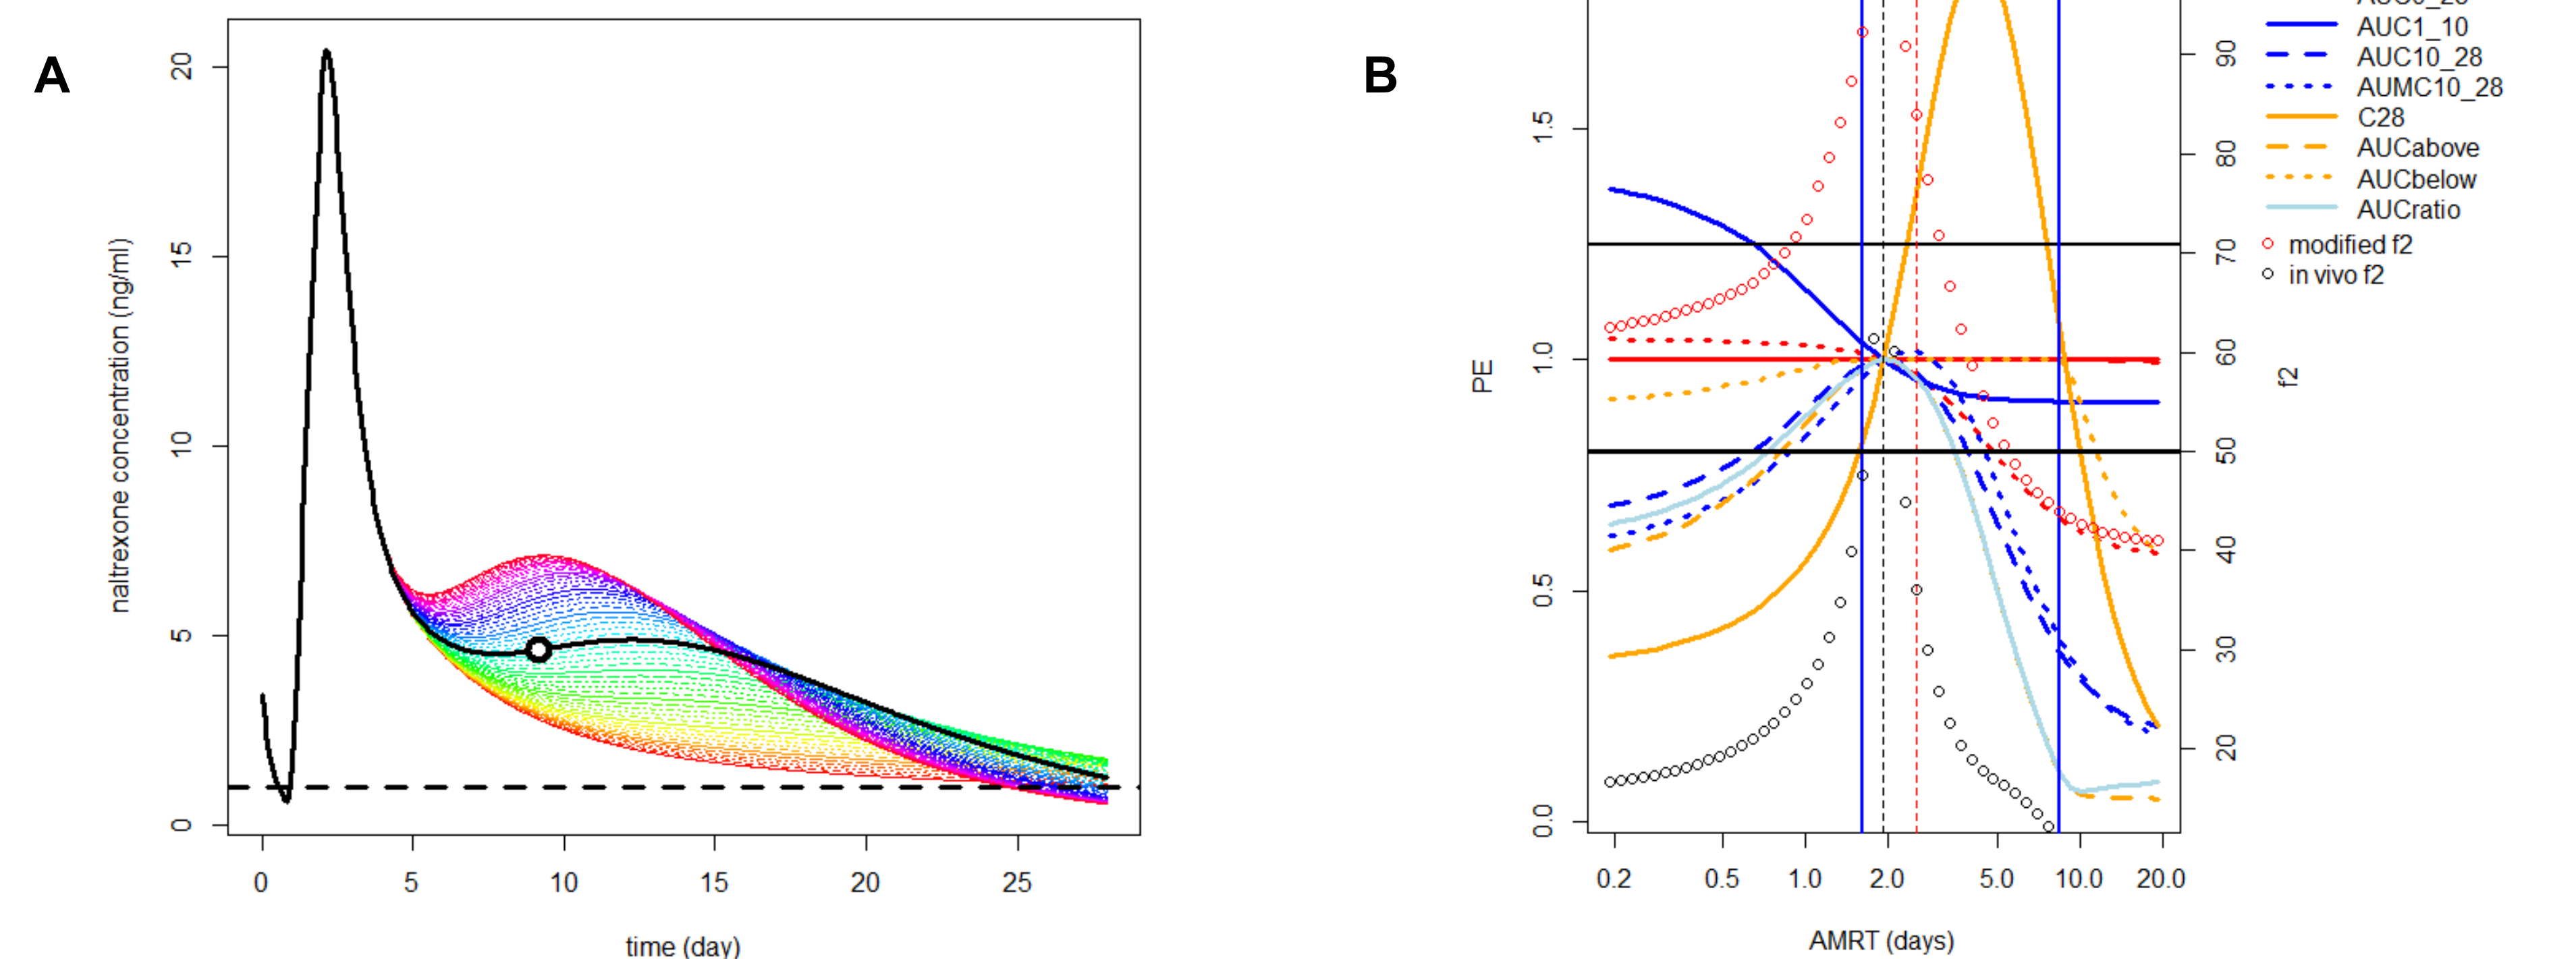 A
naltrexone concentration (ng/ml)
20
15
10
5
0
0 5 10 15 20 25
time (day)
B
PE
1.5
1.0
0.5
0.0
0.2 0.5 1.0 2.0 5.0 10.0 20.0
AMRT (days)
90
80
70
60
50
40
30
20
f2
AUC1_10
AUC10_28
AUMC10_28
C28
AUCabove
AUCbelow
AUCratio
modified f2
in vivo f2